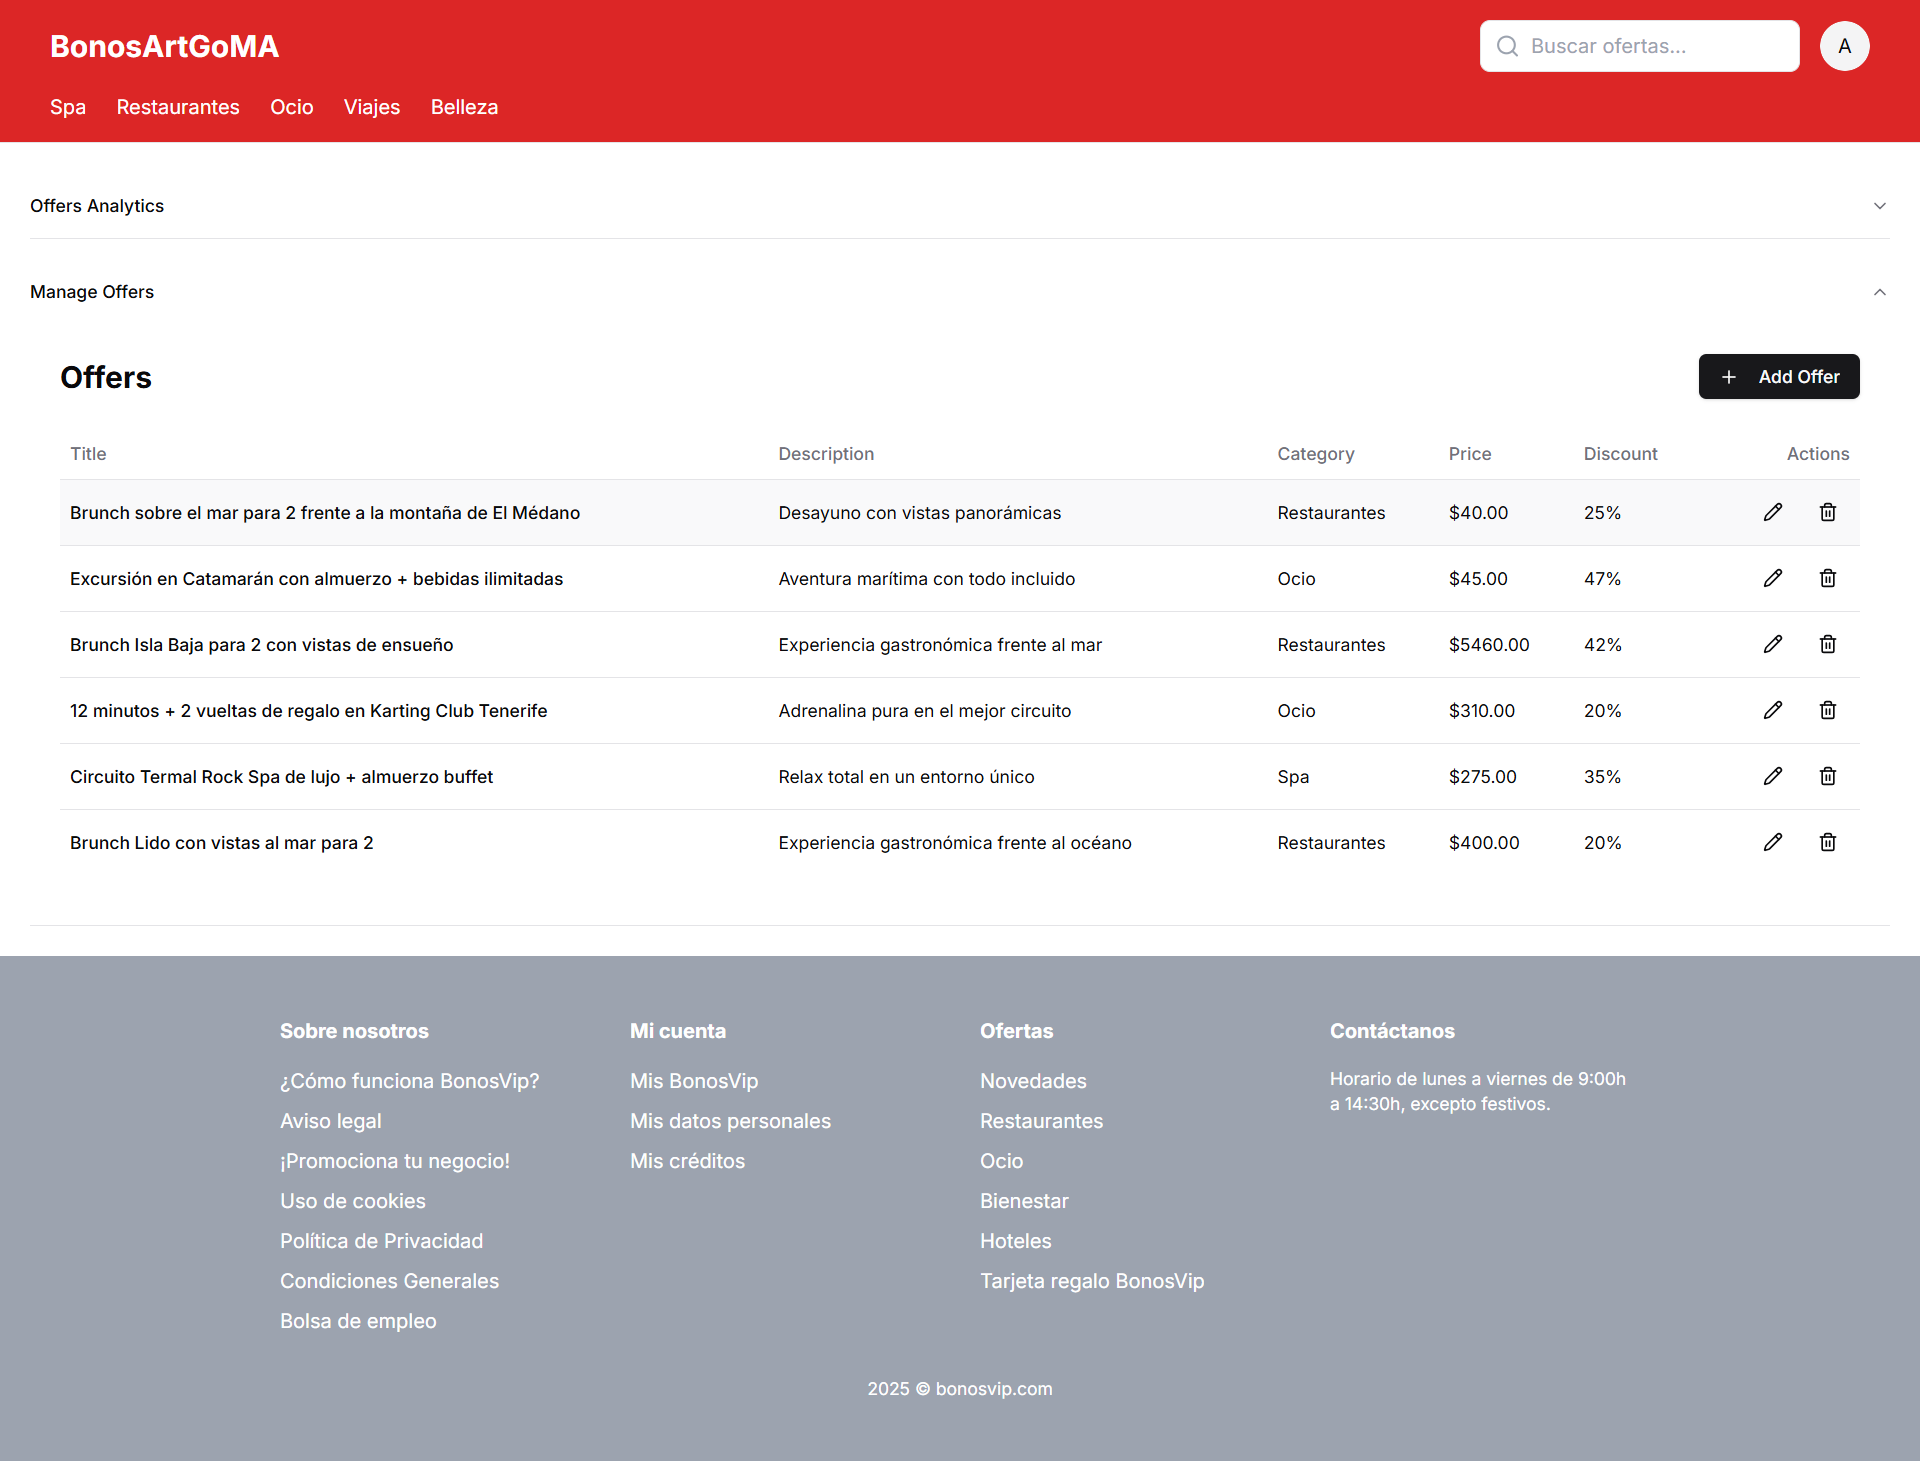 BonosArtGoMA
Buscar ofertas...
A
Spa Restaurantes Ocio Viajes Belleza
Offers Analytics
Manage Offers
Offers
Add Offer
Title Description Category Price Discount Actions
Brunch sobre el mar para 2 frente a la montaña de El Médano Desayuno con vistas panorámicas Restaurantes $40.00 25%
Excursión en Catamarán con almuerzo + bebidas ilimitadas Aventura marítima con todo incluido Ocio $45.00 47%
Brunch Isla Baja para 2 con vistas de ensueño Experiencia gastronómica frente al mar Restaurantes $5460.00 42%
12 minutos + 2 vueltas de regalo en Karting Club Tenerife Adrenalina pura en el mejor circuito Ocio $310.00 20%
Circuito Termal Rock Spa de lujo + almuerzo buffet Relax total en un entorno único Spa $275.00 35%
Brunch Lido con vistas al mar para 2 Experiencia gastronómica frente al océano Restaurantes $400.00 20%
Sobre nosotros
¿Cómo funciona BonosVip?
Aviso legal
¡Promociona tu negocio!
Uso de cookies
Política de Privacidad
Condiciones Generales
Bolsa de empleo
Mi cuenta
Mis BonosVip
Mis datos personales
Mis créditos
Ofertas
Novedades
Restaurantes
Ocio
Bienestar
Hoteles
Tarjeta regalo BonosVip
Contáctanos
Horario de lunes a viernes de 9:00h
a 14:30h, excepto festivos.
2025 © bonosvip.com